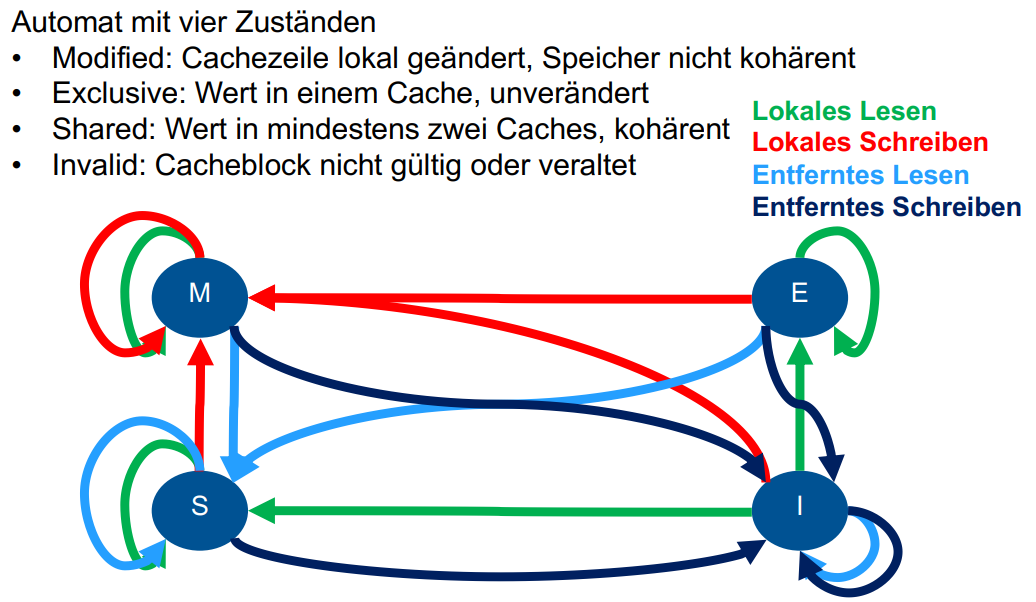 Automat mit vier Zuständen
• Modified: Cachezeile lokal geändert, Speicher nicht kohärent
• Exclusive: Wert in einem Cache, unverändert
• Shared: Wert in mindestens zwei Caches, kohärent
• Invalid: Cacheblock nicht gültig oder veraltet
Lokales Lesen
Lokales Schreiben
Entferntes Lesen
Entferntes Schreiben
M
E
S
I